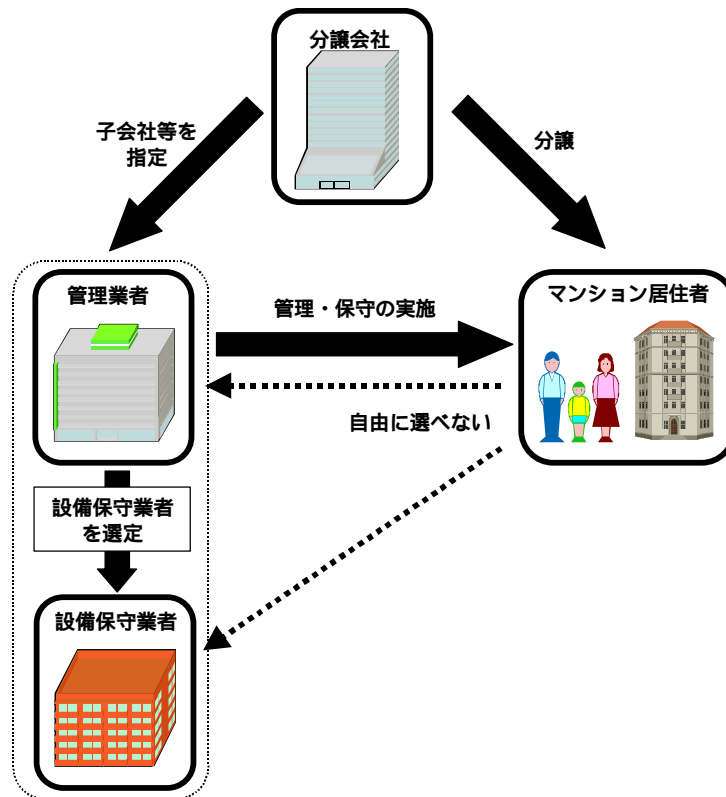 分譲会社
子会社等を
指定
分譲
管理業者
管理・保守の実施
マンション居住者
自由に選べない
設備保守業者
を選定
設備保守業者